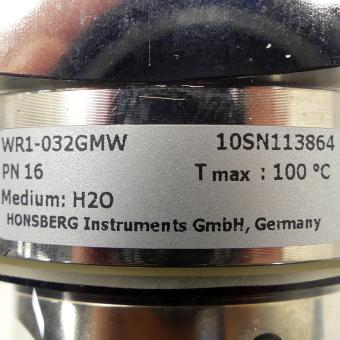 WR1-032GMW 10SN113864
PN 16 T max : 100 °C
Medium: H2O
HONSBERG Instruments GmbH, Germany